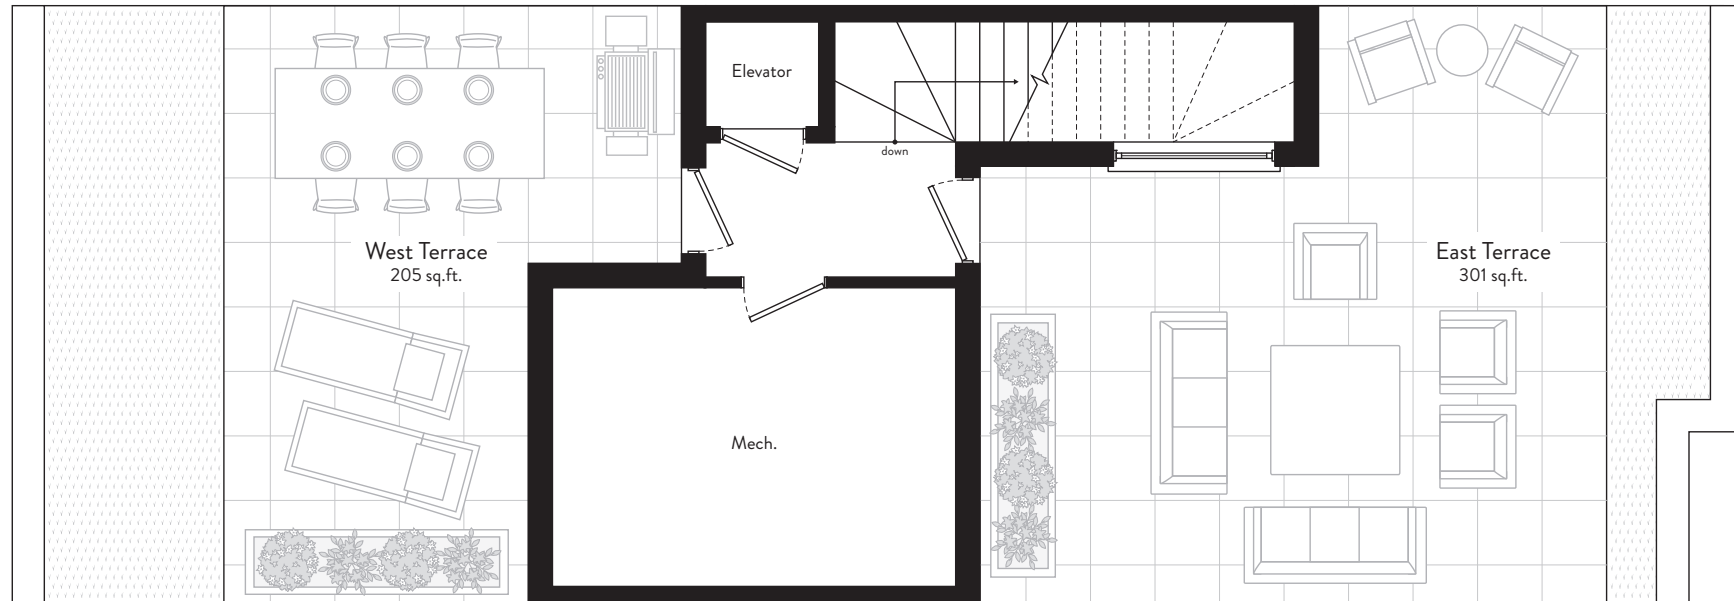 Elevator
down
West Terrace
205 sq.ft.
East Terrace
301 sq.ft.
Mech.